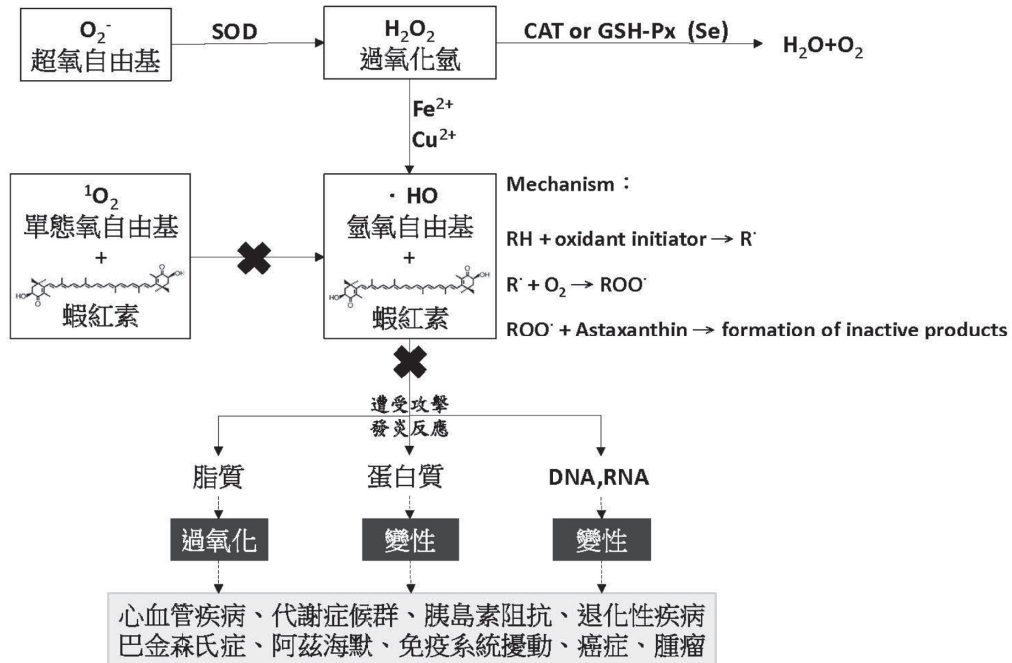 O₂⁻
超氧自由基
SOD
H₂O₂
過氧化氫
CAT or GSH-Px (Se)
H₂O+O₂
Fe²⁺
Cu²⁺
¹O₂
單態氧自由基
+
HO
O
O
OH
蝦紅素
· HO
氫氧自由基
+
HO
O
O
OH
蝦紅素
Mechanism：
RH + oxidant initiator → R˙
R˙ + O₂ → ROO˙
ROO˙ + Astaxanthin → formation of inactive products
遭受攻擊
發炎反應
脂質
蛋白質
DNA,RNA
過氧化
變性
變性
心血管疾病、代謝症候群、胰島素阻抗、退化性疾病
巴金森氏症、阿茲海默、免疫系統擾動、癌症、腫瘤